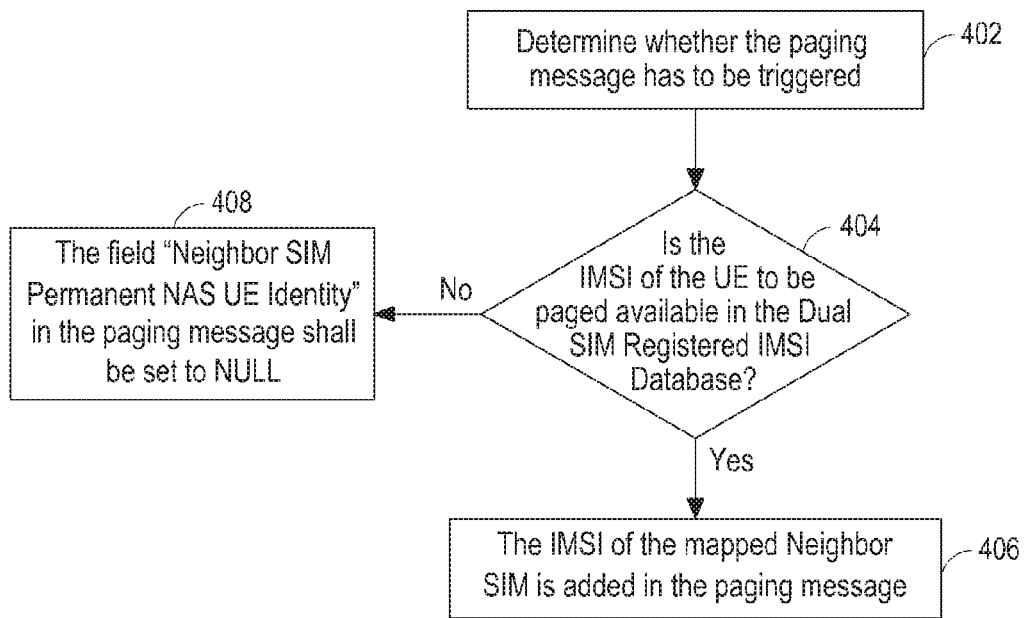 Determine whether the paging
message has to be triggered
402
404
Is the
IMSI of the UE to be
paged available in the Dual
SIM Registered IMSI
Database?
No
408
The field “Neighbor SIM
Permanent NAS UE Identity”
in the paging message shall
be set to NULL
Yes
The IMSI of the mapped Neighbor
SIM is added in the paging message
406